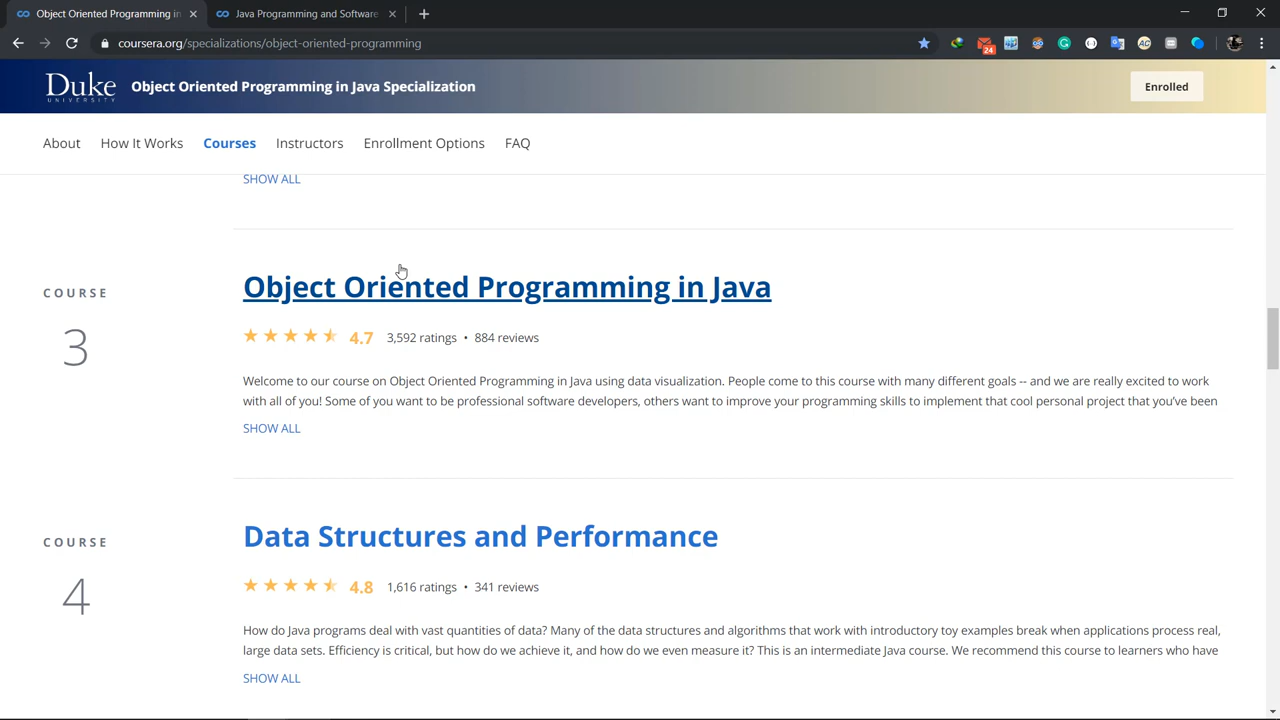 Object Oriented Programming in
Java Programming and Software
coursera.org/specializations/object-oriented-programming
24
Duke
UNIVERSITY
Object Oriented Programming in Java Specialization
Enrolled
About
How It Works
Courses
Instructors
Enrollment Options
FAQ
SHOW ALL
COURSE
3
Object Oriented Programming in Java
4.7
3,592 ratings • 884 reviews
Welcome to our course on Object Oriented Programming in Java using data visualization. People come to this course with many different goals -- and we are really excited to work
with all of you! Some of you want to be professional software developers, others want to improve your programming skills to implement that cool personal project that you've been
SHOW ALL
COURSE
4
Data Structures and Performance
4.8
1,616 ratings • 341 reviews
How do Java programs deal with vast quantities of data? Many of the data structures and algorithms that work with introductory toy examples break when applications process real,
large data sets. Efficiency is critical, but how do we achieve it, and how do we even measure it? This is an intermediate Java course. We recommend this course to learners who have
SHOW ALL